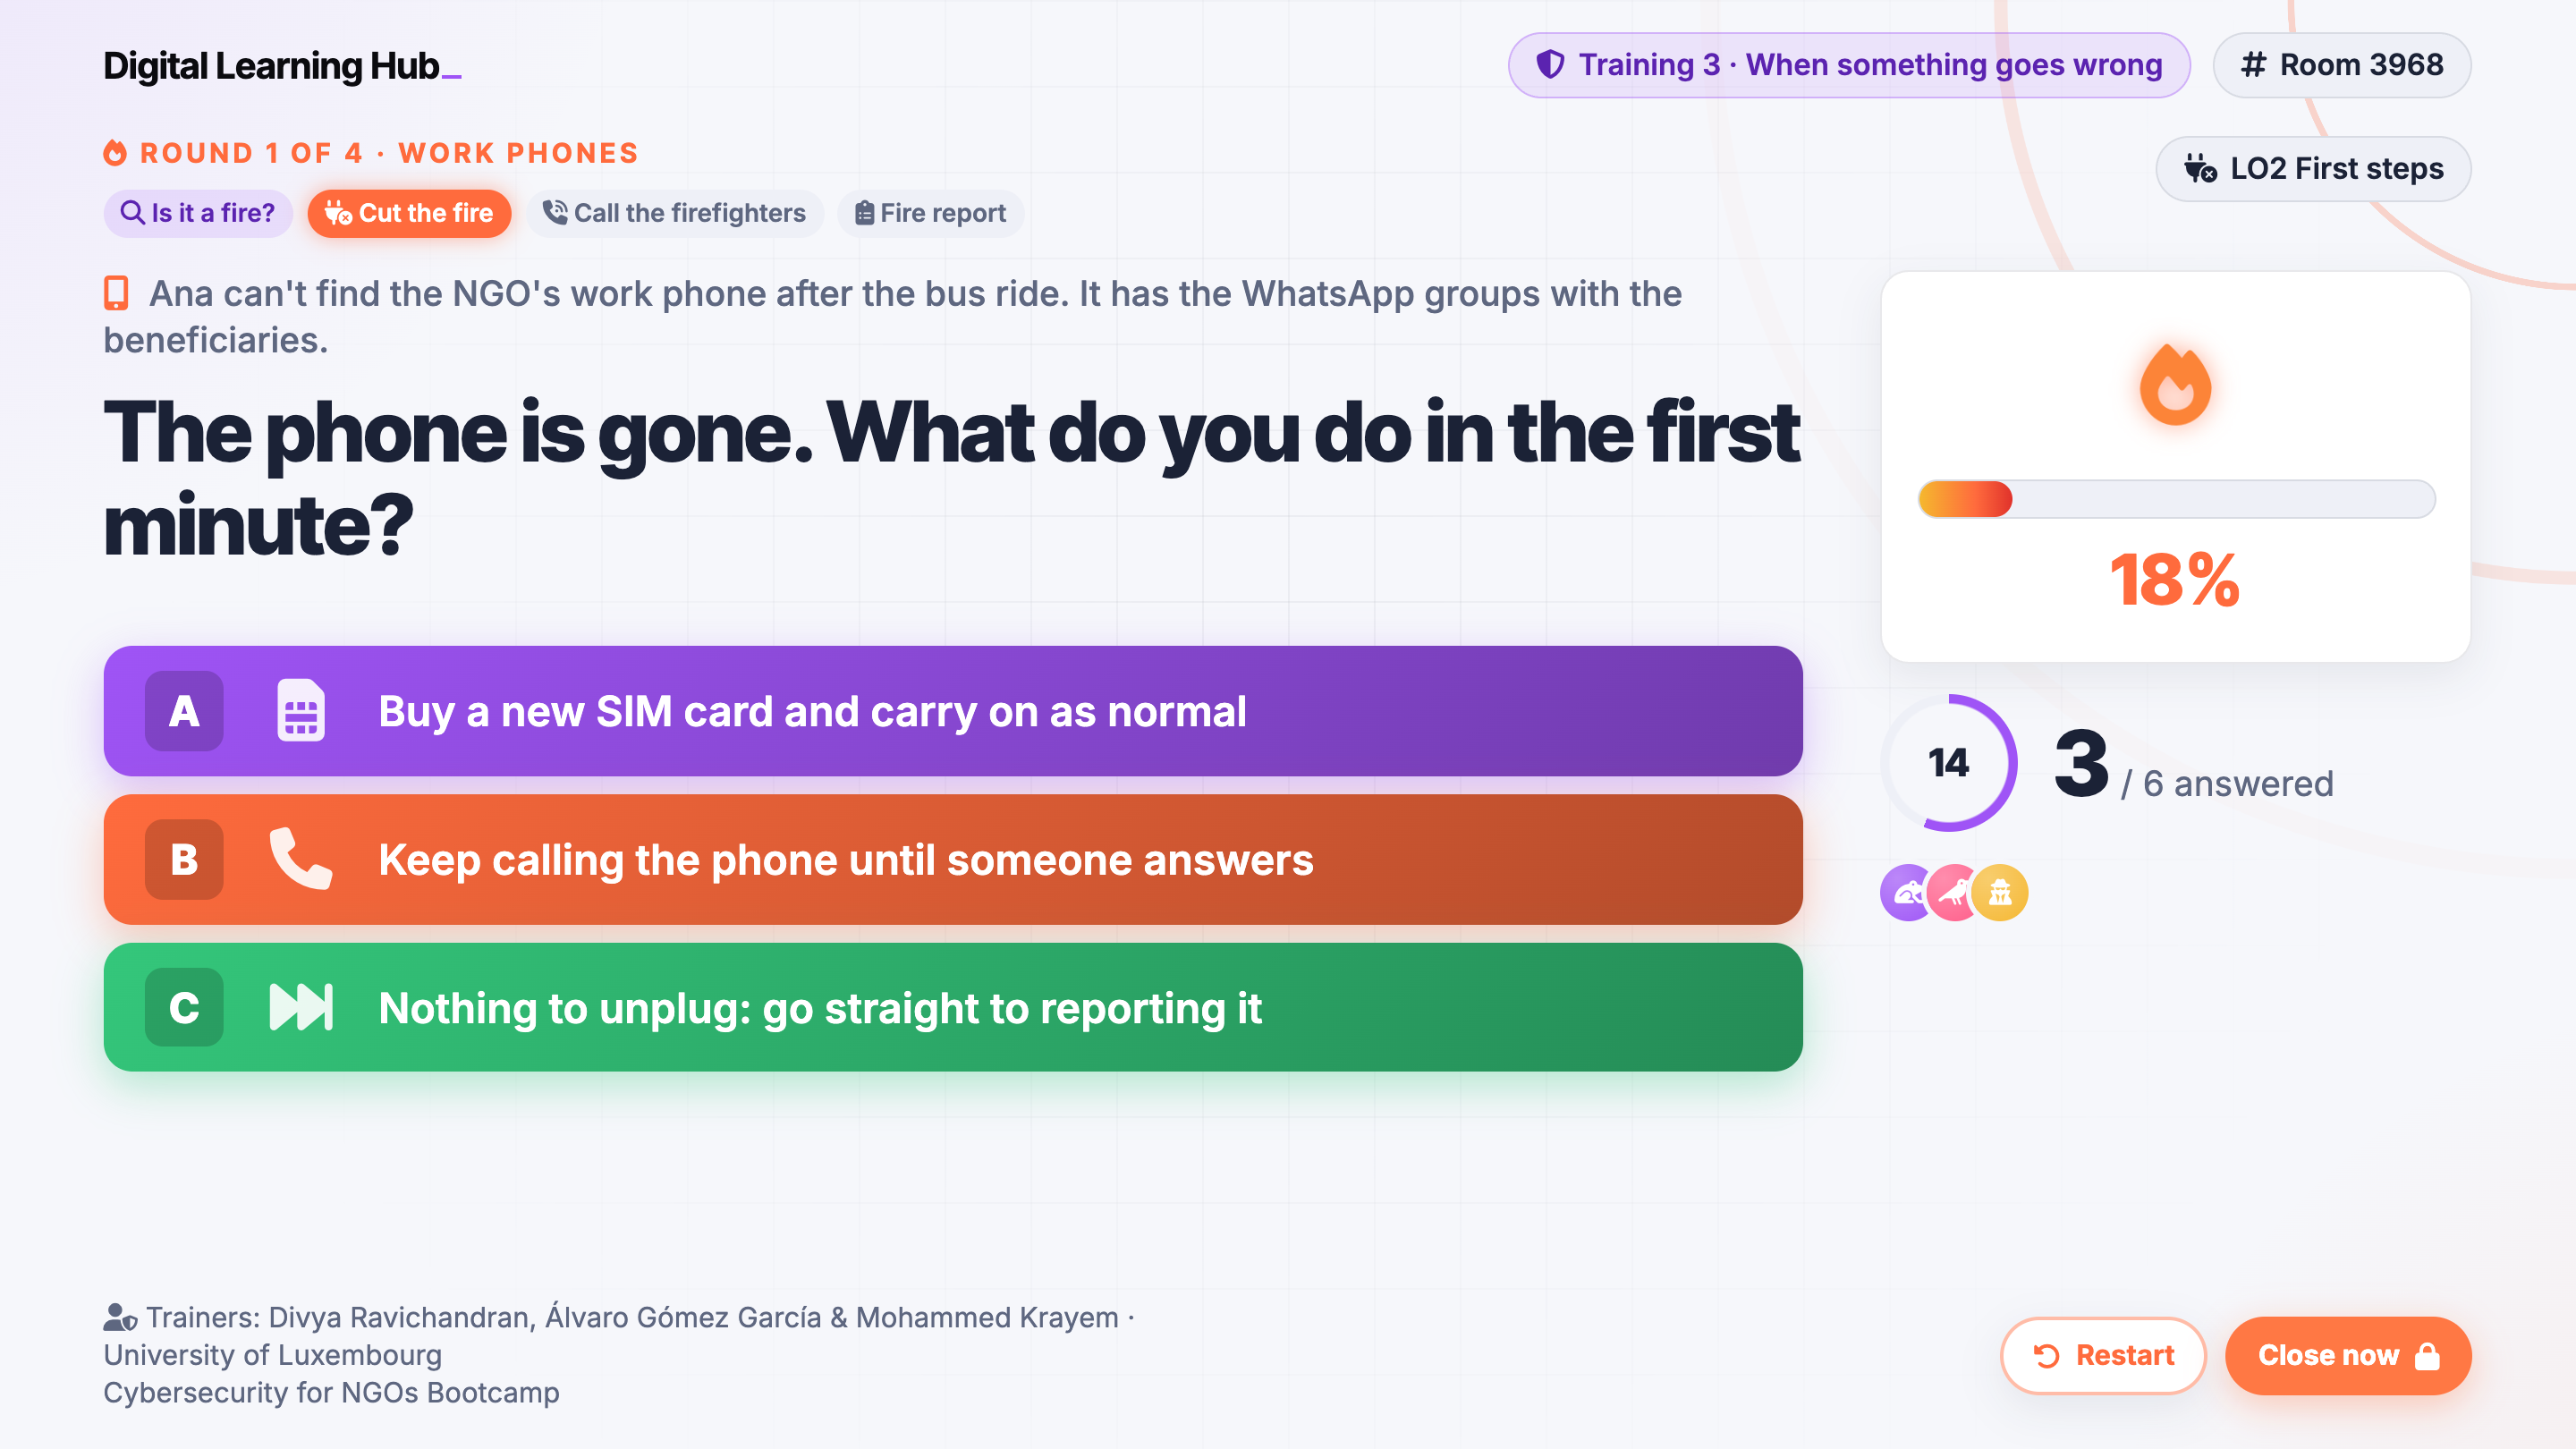 Digital Learning Hub_
Training 3 · When something goes wrong
# Room 3968
ROUND 1 OF 4 · WORK PHONES
LO2 First steps
Is it a fire?
Cut the fire
Call the firefighters
Fire report
Ana can't find the NGO's work phone after the bus ride. It has the WhatsApp groups with the
beneficiaries.
The phone is gone. What do you do in the first
minute?
18%
A Buy a new SIM card and carry on as normal
B Keep calling the phone until someone answers
C Nothing to unplug: go straight to reporting it
14
3 / 6 answered
Trainers: Divya Ravichandran, Álvaro Gómez García & Mohammed Krayem ·
University of Luxembourg
Cybersecurity for NGOs Bootcamp
Restart
Close now